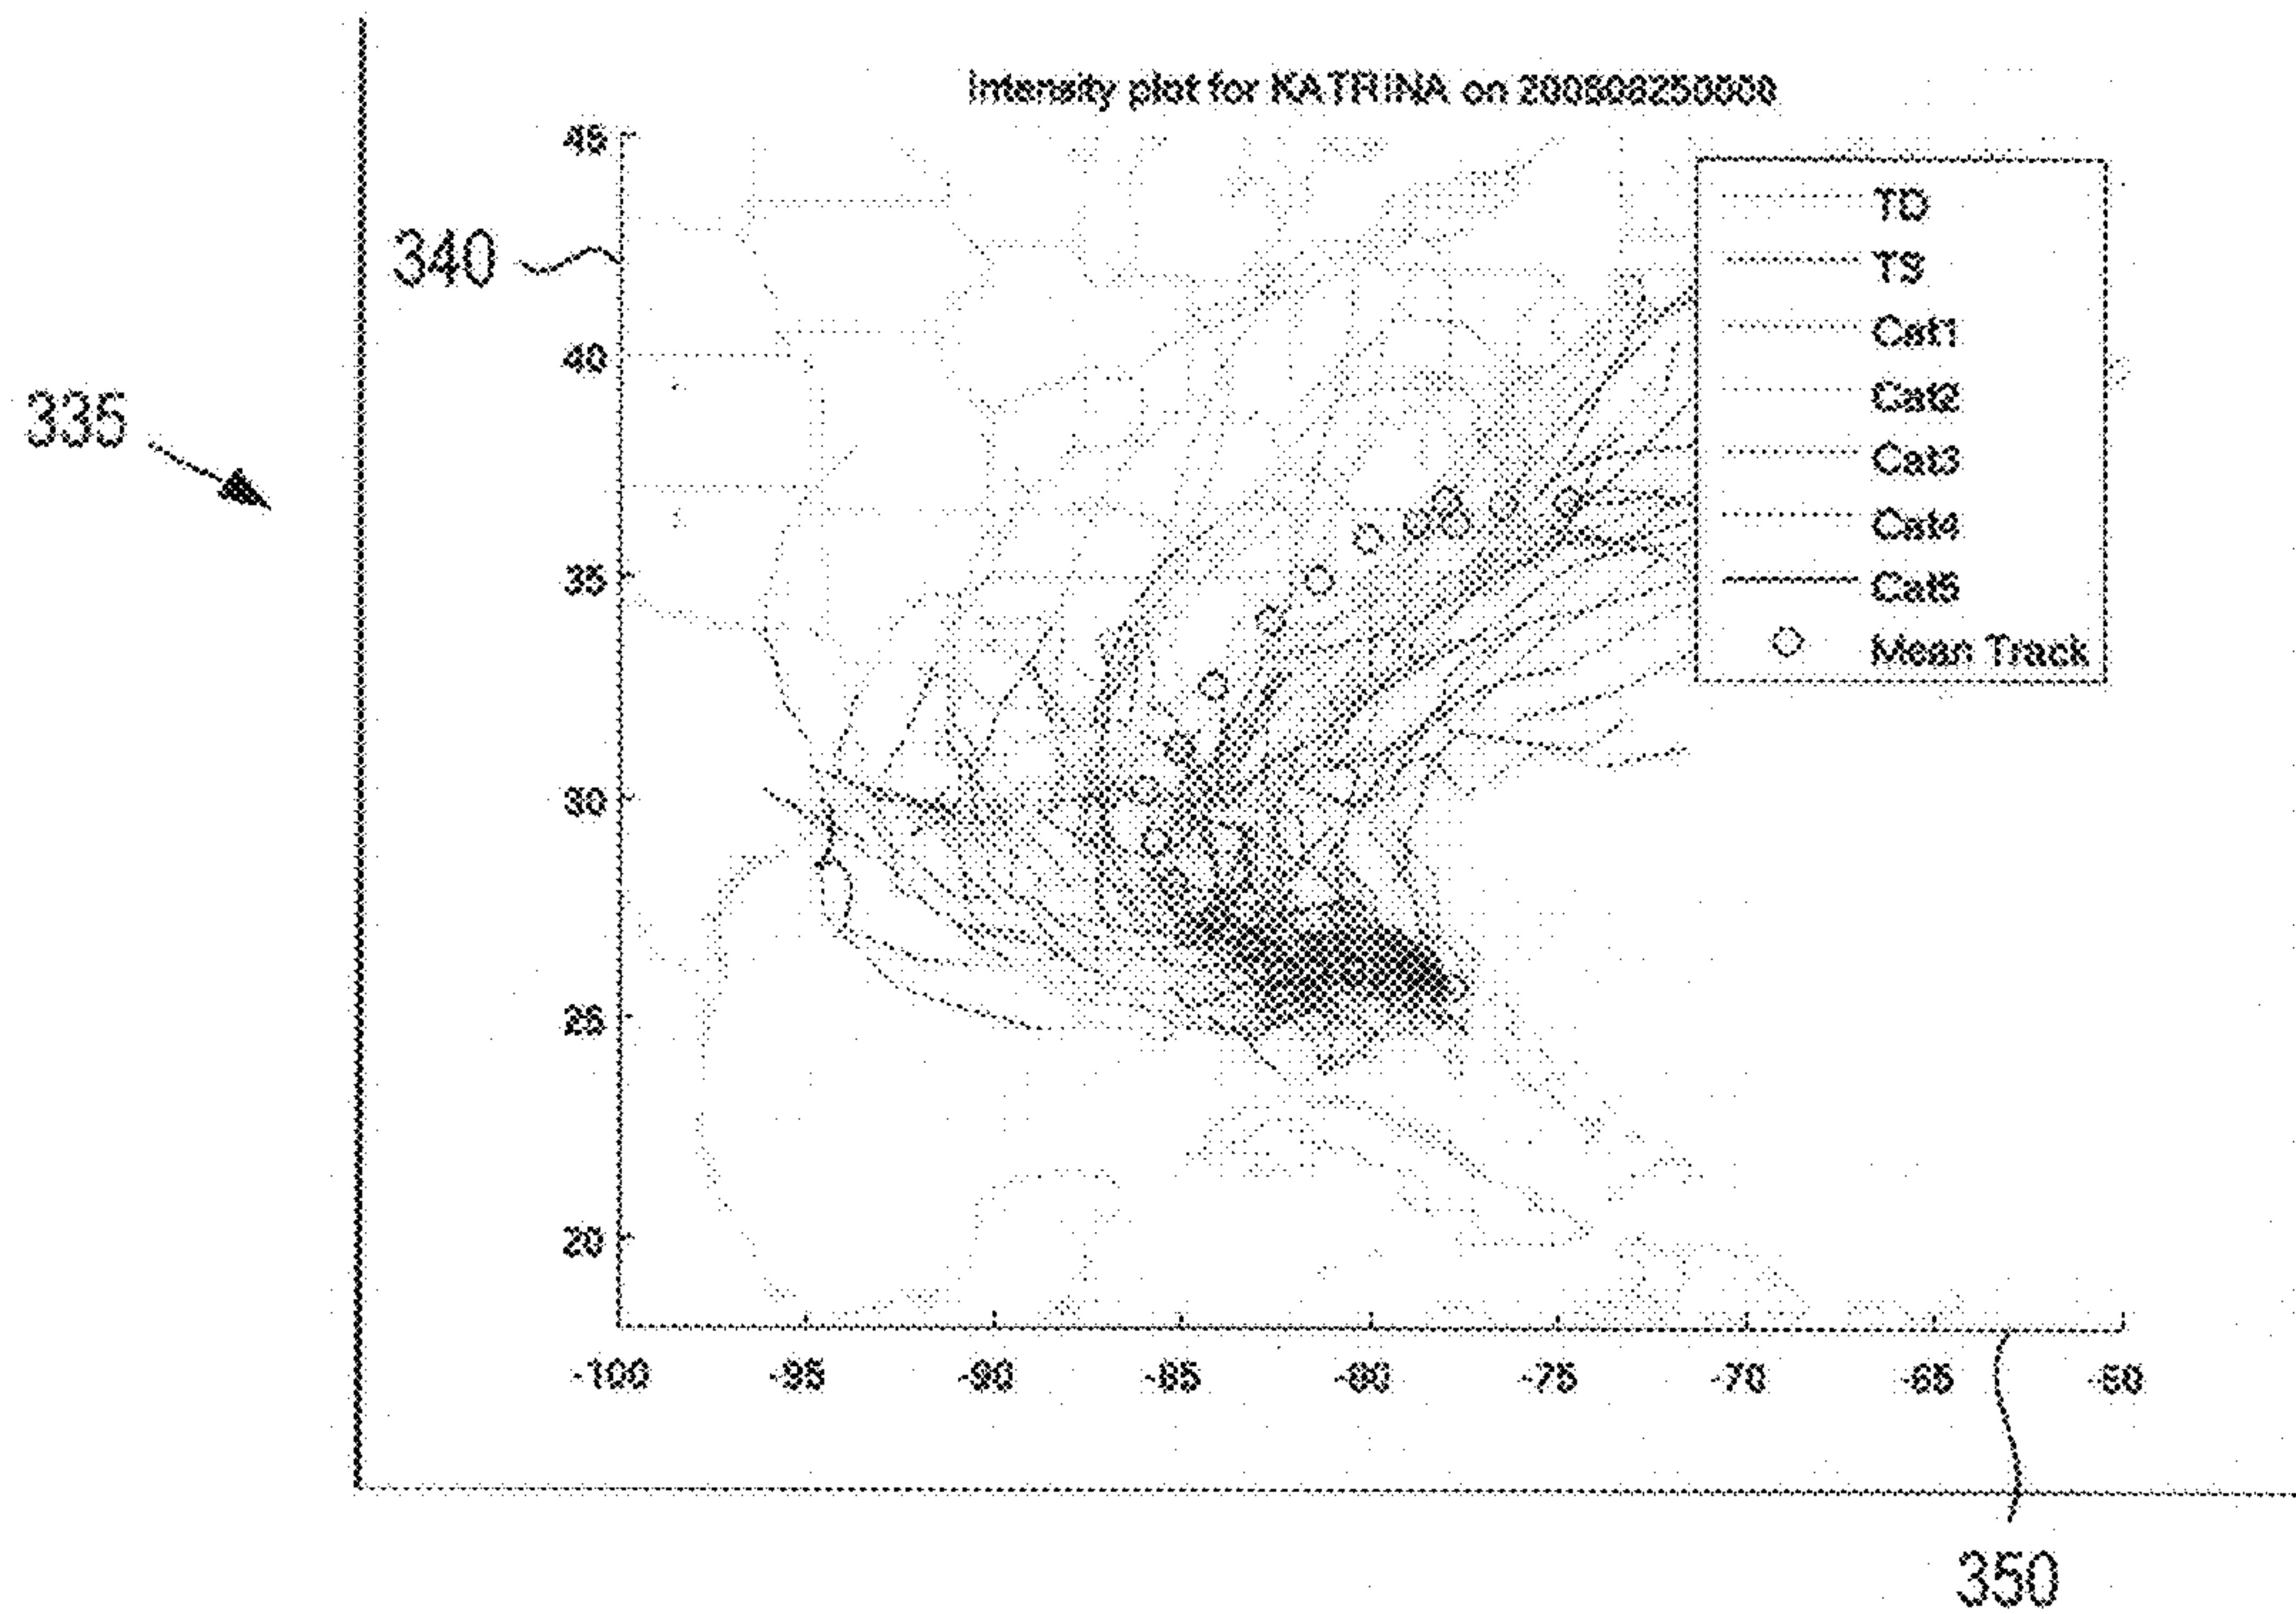 Intensity plot for KATRINA on 200508250000
45
340
40
335
35
30
25
20
-100
-95
-90
-85
-80
-75
-70
-65
-60
TD
TS
Cat1
Cat2
Cat3
Cat4
Cat5
Mean Track
350